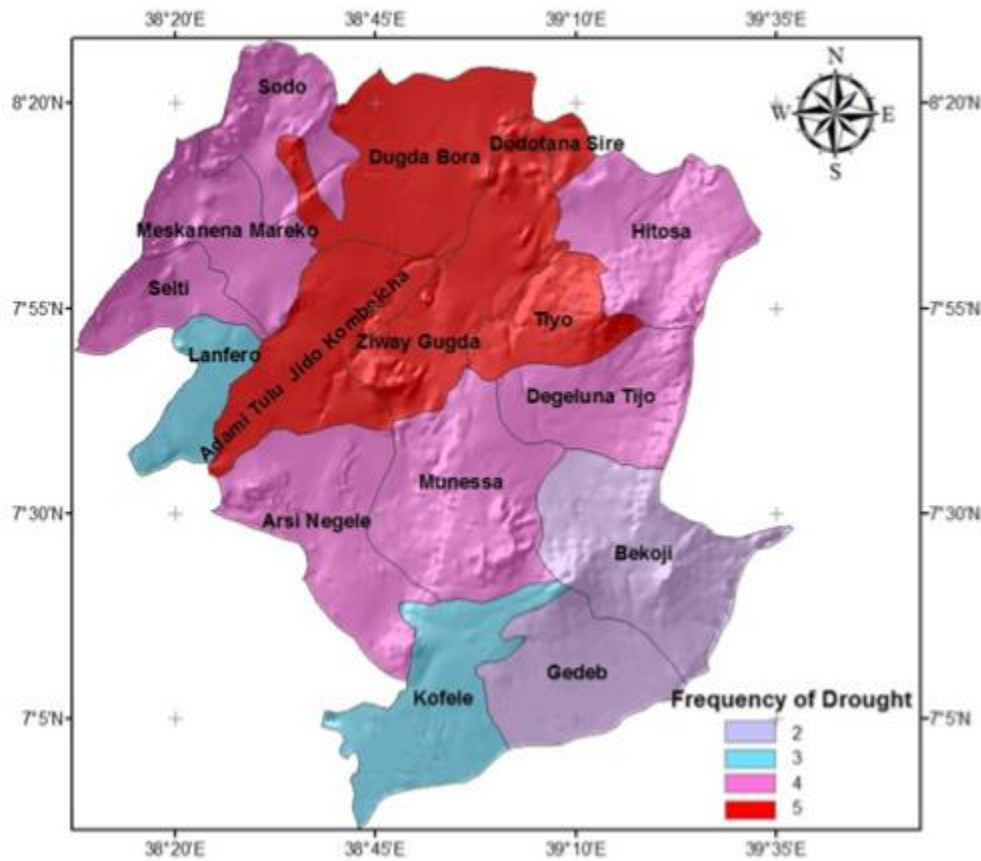 38°20'E 38°45'E 39°10'E 39°35'E
N
W E
S
8°20'N 8°20'N
7°55'N 7°55'N
7°30'N 7°30'N
7°5'N 7°5'N
Sodo
Dugda Bora
Dodotana Sire
Meskanena Mareko
Hitosa
Selti
Lanfero
Adami Tulu Jido Kombolcha
Ziway Gugda
Tiyo
Degeluna Tijo
Munessa
Arsi Negele
Bekoji
Gedeb
Kofele
Frequency of Drought
2
3
4
5
38°20'E 38°45'E 39°10'E 39°35'E